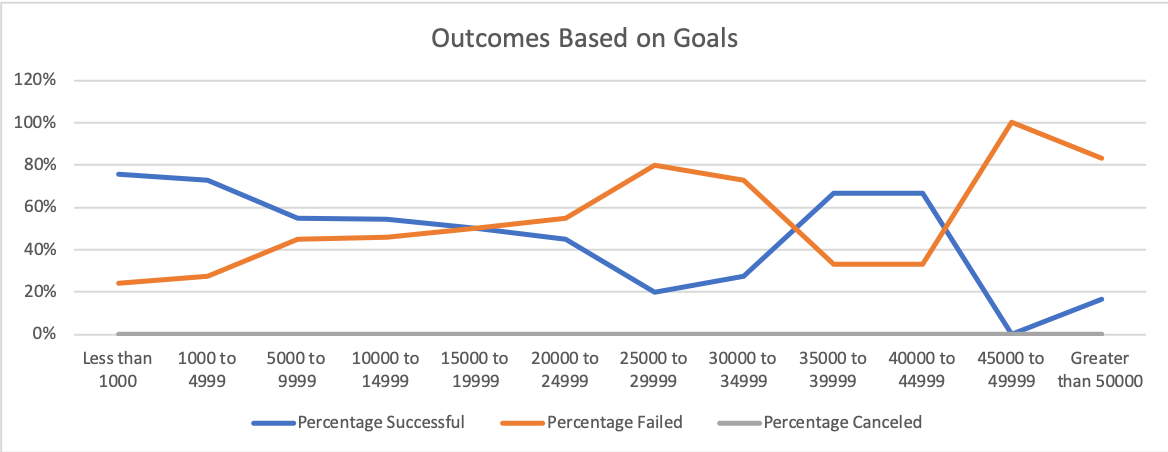 Outcomes Based on Goals
120%
100%
80%
60%
40%
20%
0%
Less than 1000
1000 to 4999
5000 to 9999
10000 to 14999
15000 to 19999
20000 to 24999
25000 to 29999
30000 to 34999
35000 to 39999
40000 to 44999
45000 to 49999
Greater than 50000
Percentage Successful
Percentage Failed
Percentage Canceled